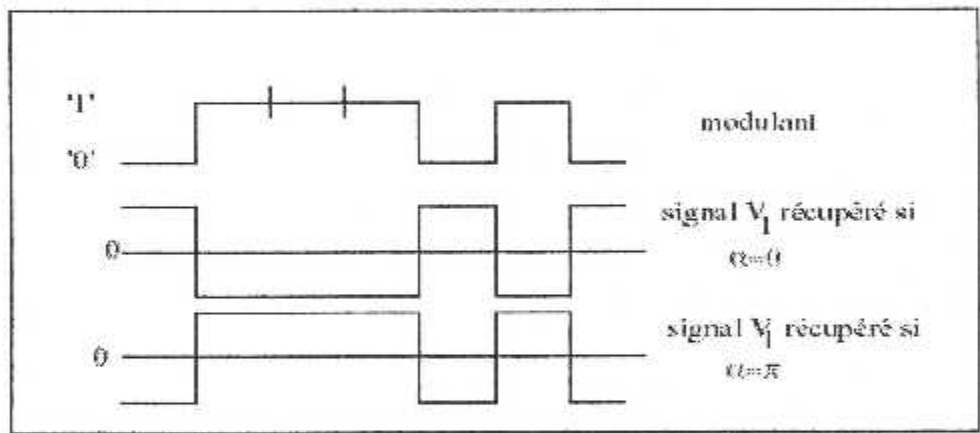 '1'
modulant
'0'
signal V1 récupéré si
0
α=0
signal V1 récupéré si
0
α=π